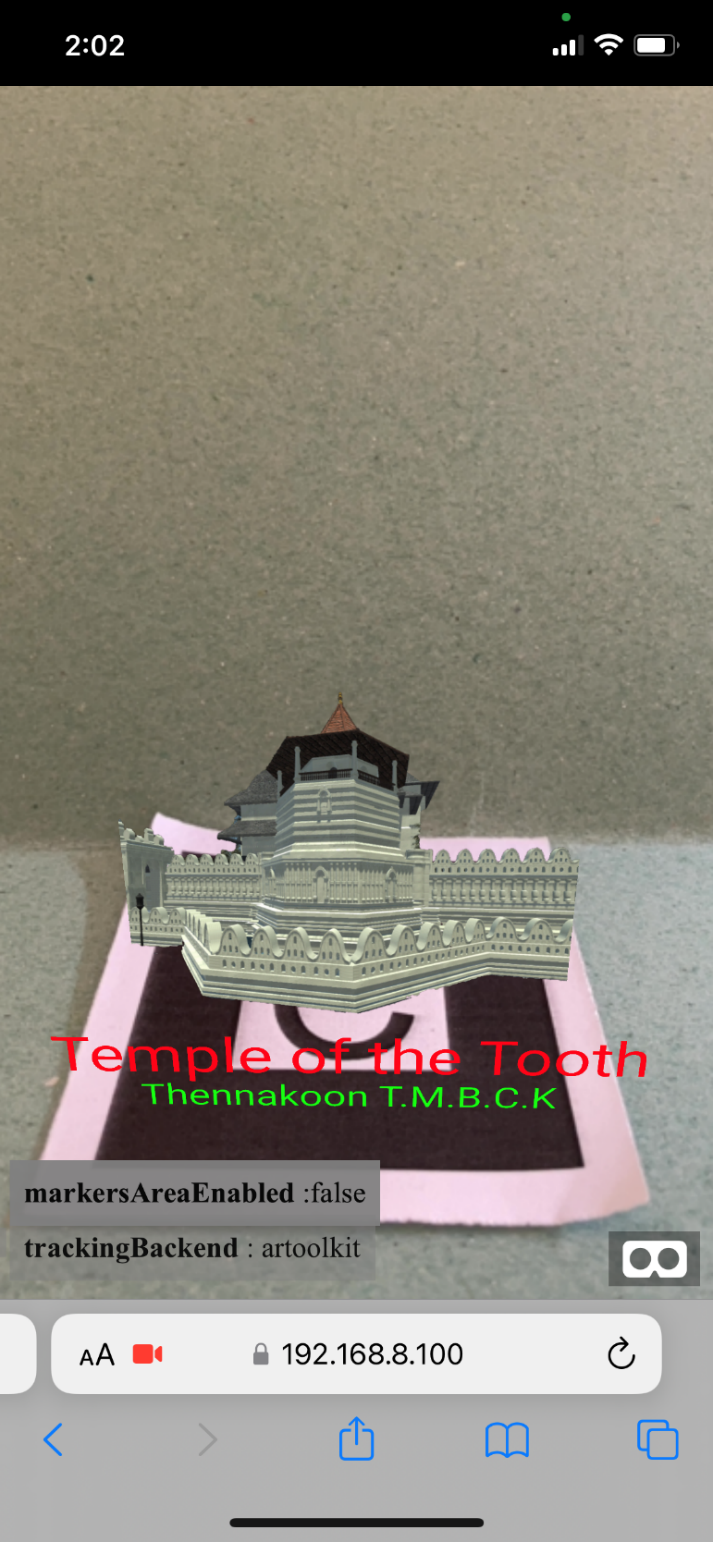 2:02
C
Temple of the Tooth
Thennakoon T.M.B.C.K
markersAreaEnabled :false
trackingBackend : artoolkit
AA
192.168.8.100